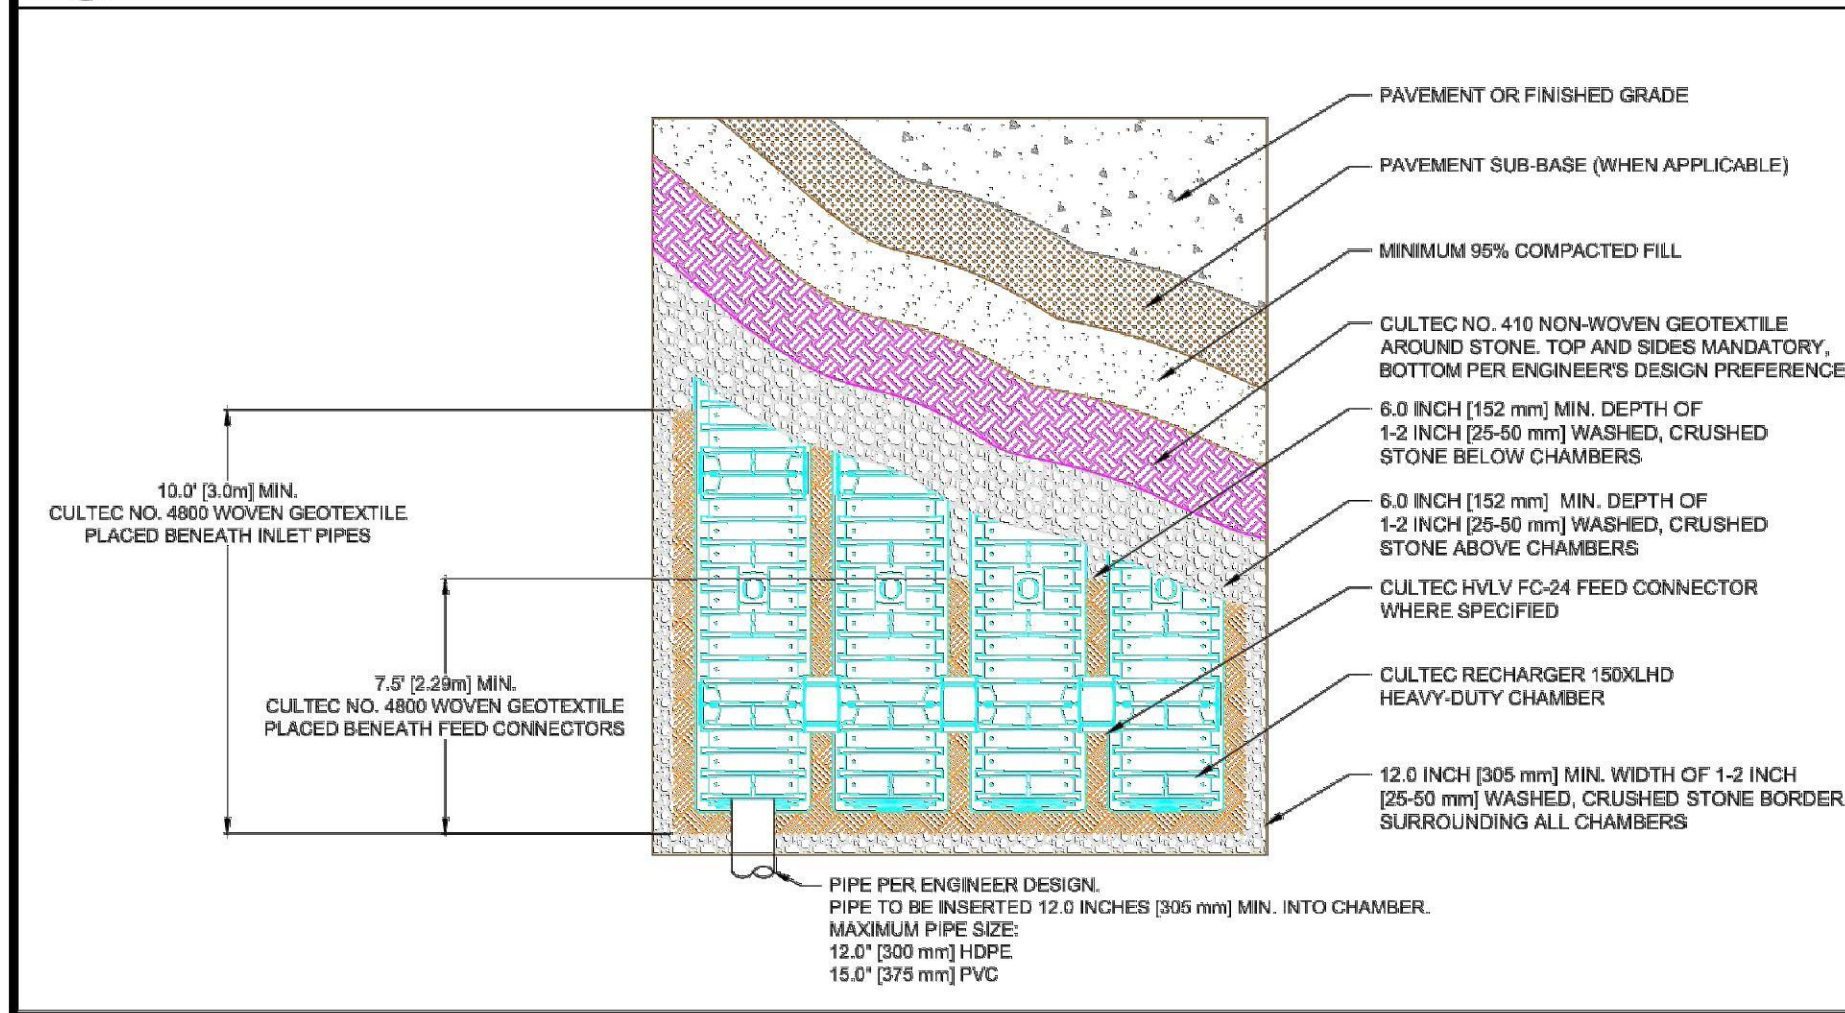 PAVEMENT OR FINISHED GRADE
PAVEMENT SUB-BASE (WHEN APPLICABLE)
MINIMUM 95% COMPACTED FILL
CULTEC NO. 410 NON-WOVEN GEOTEXTILE
AROUND STONE. TOP AND SIDES MANDATORY,
BOTTOM PER ENGINEER'S DESIGN PREFERENCE
6.0 INCH [152 mm] MIN. DEPTH OF
1-2 INCH [25-50 mm] WASHED, CRUSHED
STONE BELOW CHAMBERS
10.0' [3.0m] MIN.
CULTEC NO. 4800 WOVEN GEOTEXTILE
PLACED BENEATH INLET PIPES
6.0 INCH [152 mm] MIN. DEPTH OF
1-2 INCH [25-50 mm] WASHED, CRUSHED
STONE ABOVE CHAMBERS
CULTEC HVLV FC-24 FEED CONNECTOR
WHERE SPECIFIED
7.5' [2.29m] MIN.
CULTEC NO. 4800 WOVEN GEOTEXTILE
PLACED BENEATH FEED CONNECTORS
CULTEC RECHARGER 150XLHD
HEAVY-DUTY CHAMBER
12.0 INCH [305 mm] MIN. WIDTH OF 1-2 INCH
[25-50 mm] WASHED, CRUSHED STONE BORDER
SURROUNDING ALL CHAMBERS
PIPE PER ENGINEER DESIGN.
PIPE TO BE INSERTED 12.0 INCHES [305 mm] MIN. INTO CHAMBER.
MAXIMUM PIPE SIZE:
12.0" [300 mm] HDPE
15.0" [375 mm] PVC